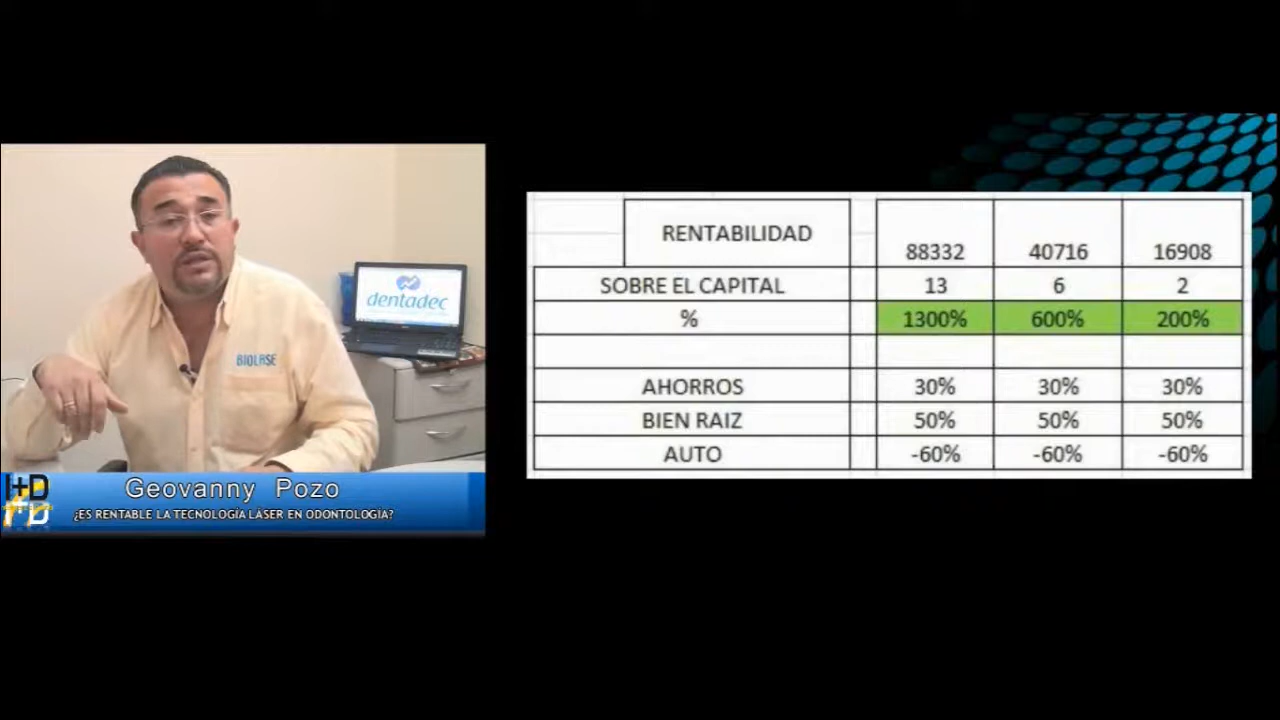 dentadec
BIOLASE
I+D
Geovanny Pozo
¿ES RENTABLE LA TECNOLOGÍA LÁSER EN ODONTOLOGIA?
RENTABILIDAD 88332 40716 16908
SOBRE EL CAPITAL 13 6 2
% 1300% 600% 200%
AHORROS 30% 30% 30%
BIEN RAIZ 50% 50% 50%
AUTO -60% -60% -60%